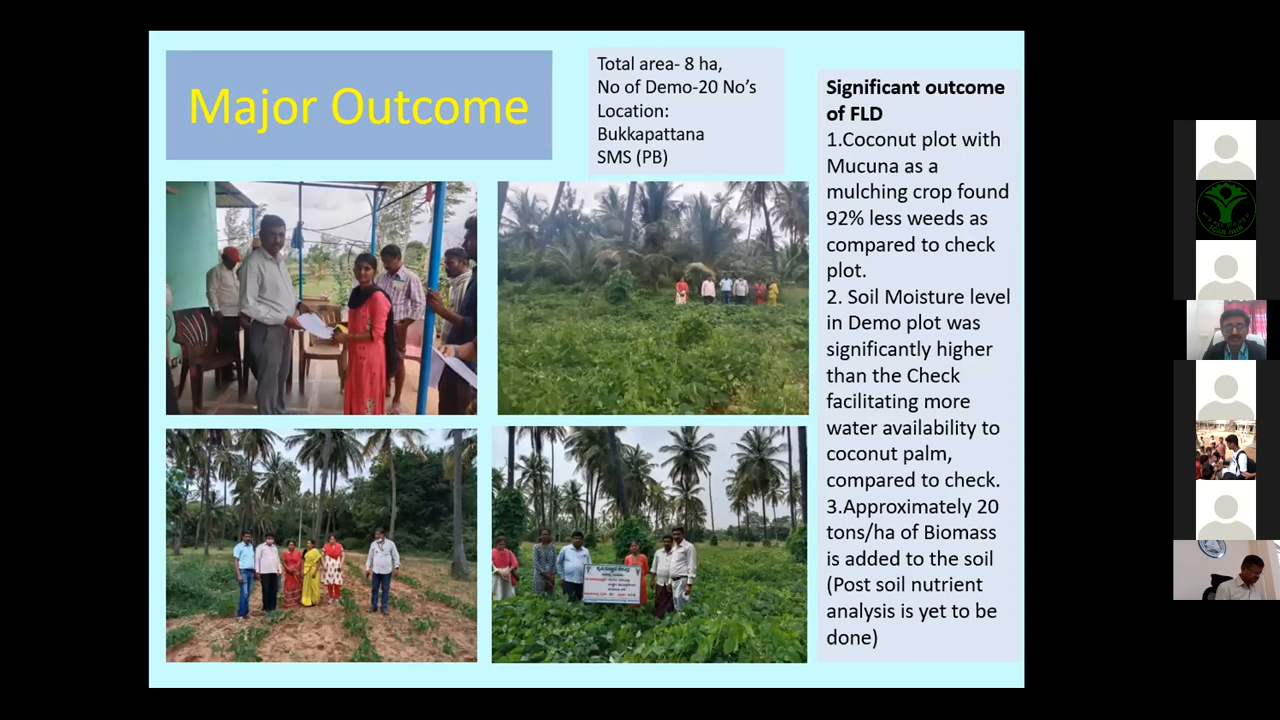 Major Outcome
Total area- 8 ha,
No of Demo-20 No's
Location:
Bukkapattana
SMS (PB)
Significant outcome
of FLD
1.Coconut plot with
Mucuna as a
mulching crop found
92% less weeds as
compared to check
plot.
2. Soil Moisture level
in Demo plot was
significantly higher
than the Check
facilitating more
water availability to
coconut palm,
compared to check.
3.Approximately 20
tons/ha of Biomass
is added to the soil
(Post soil nutrient
analysis is yet to be
done)